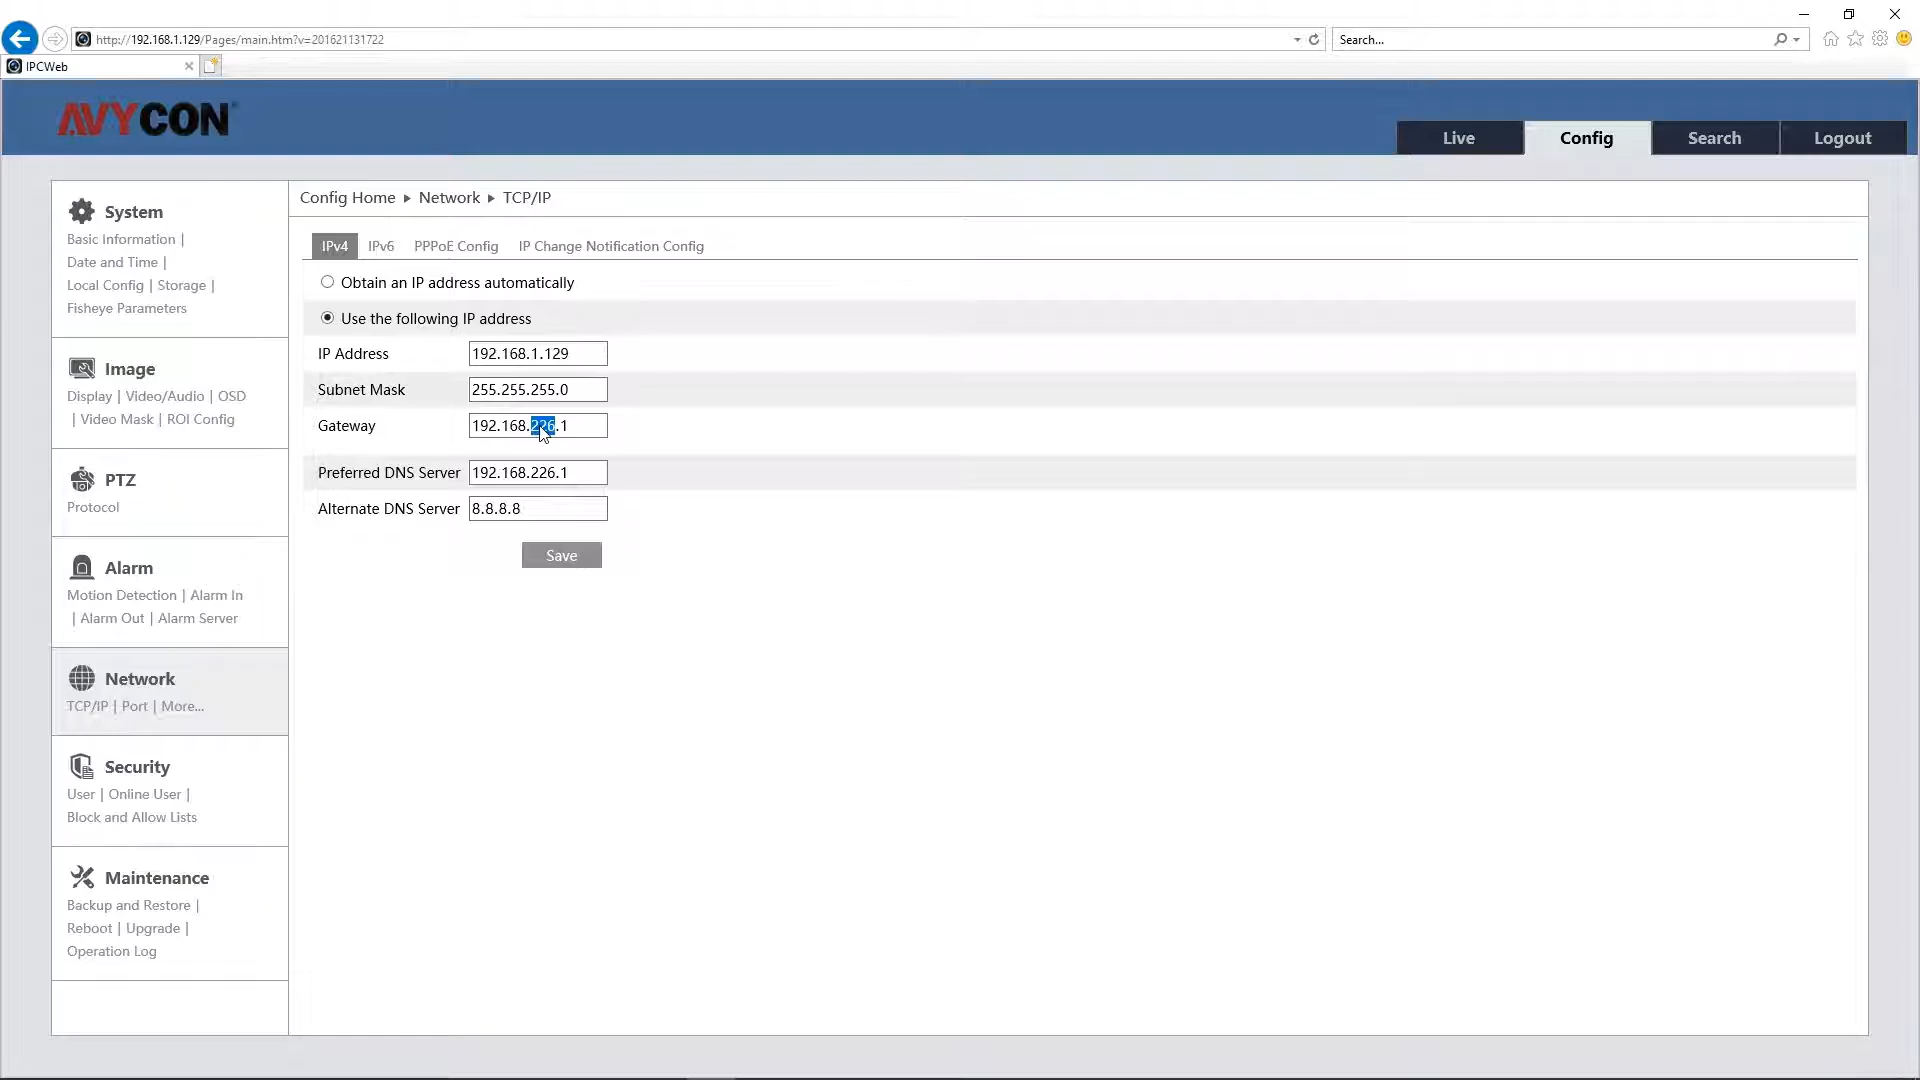 http://192.168.1.129/Pages/main.htm?v=201621131722
Search...
IPCWeb
AVYCON
Live
Config
Search
Logout
System
Basic Information |
Date and Time |
Local Config | Storage |
Fisheye Parameters
Image
Display | Video/Audio | OSD
| Video Mask | ROI Config
PTZ
Protocol
Alarm
Motion Detection | Alarm In
| Alarm Out | Alarm Server
Network
TCP/IP | Port | More...
Security
User | Online User |
Block and Allow Lists
Maintenance
Backup and Restore |
Reboot | Upgrade |
Operation Log
Config Home ▸ Network ▸ TCP/IP
IPv4 IPv6 PPPoE Config IP Change Notification Config
Obtain an IP address automatically
Use the following IP address
IP Address 192.168.1.129
Subnet Mask 255.255.255.0
Gateway 192.168.226.1
Preferred DNS Server 192.168.226.1
Alternate DNS Server 8.8.8.8
Save